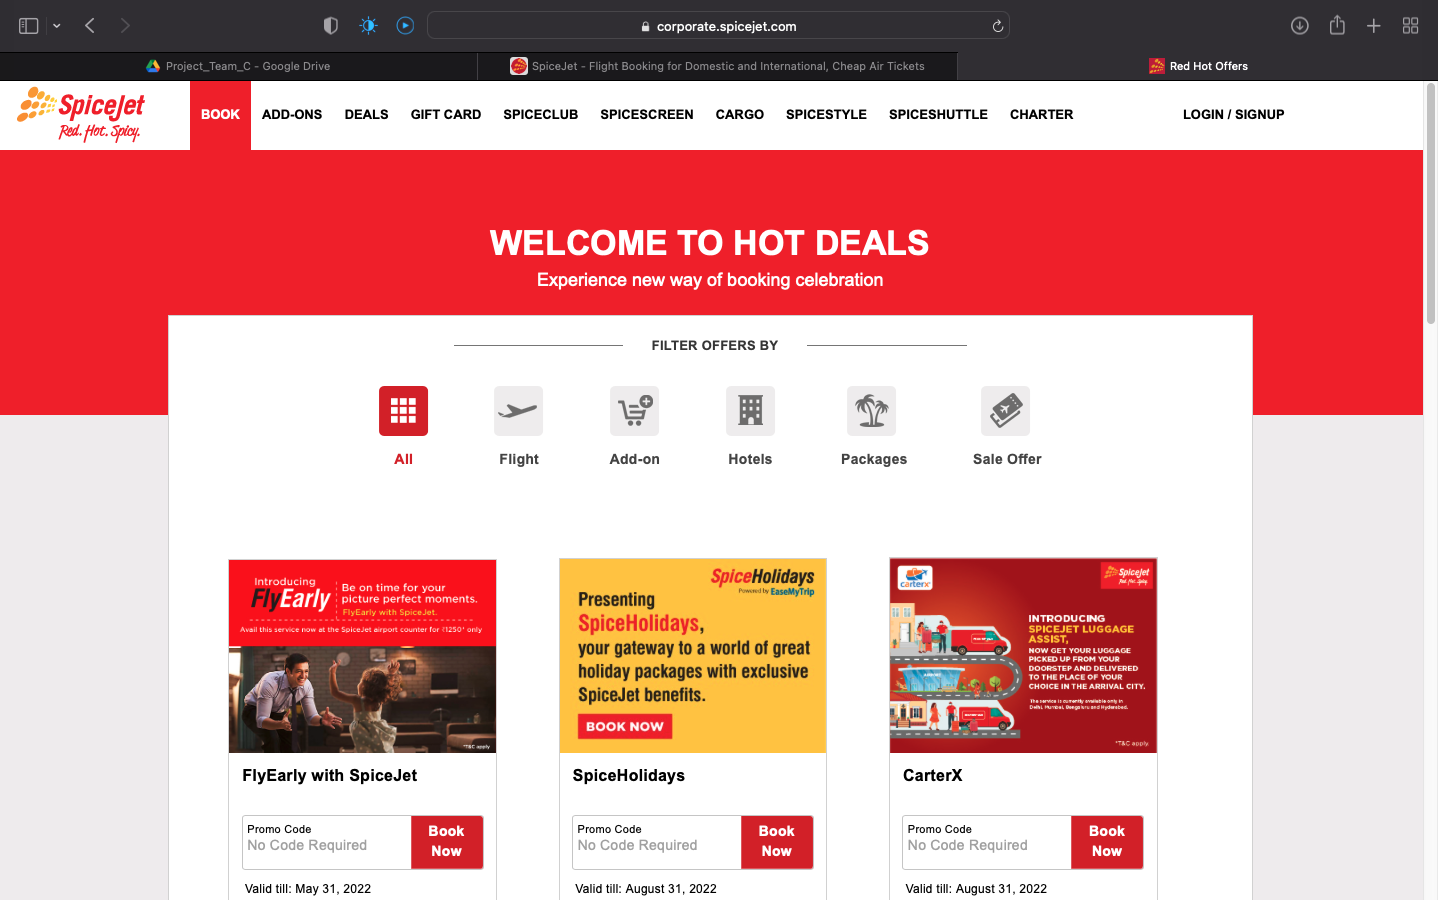 corporate.spicejet.com
Project_Team_C - Google Drive
SpiceJet - Flight Booking for Domestic and International, Cheap Air Tickets
Red Hot Offers
SpiceJet
Red. Hot. Spicy.
BOOK
ADD-ONS
DEALS
GIFT CARD
SPICECLUB
SPICESCREEN
CARGO
SPICESTYLE
SPICESHUTTLE
CHARTER
LOGIN / SIGNUP
WELCOME TO HOT DEALS
Experience new way of booking celebration
FILTER OFFERS BY
All
Flight
Add-on
Hotels
Packages
Sale Offer
Introducing
FlyEarly
Be on time for your
picture perfect moments.
FlyEarly with SpiceJet.
Avail this service now at the SpiceJet airport counter for ₹1250* only
*T&C apply
FlyEarly with SpiceJet
Promo Code
No Code Required
Book
Now
Valid till: May 31, 2022
SpiceHolidays
Powered by EaseMyTrip
Presenting
SpiceHolidays,
your gateway to a world of great
holiday packages with exclusive
SpiceJet benefits.
BOOK NOW
SpiceHolidays
Promo Code
No Code Required
Book
Now
Valid till: August 31, 2022
carterx
SpiceJet
Red. Hot. Spicy.
INTRODUCING
SPICEJET LUGGAGE
ASSIST,
NOW GET YOUR LUGGAGE
PICKED UP FROM YOUR
DOORSTEP AND DELIVERED
TO THE PLACE OF YOUR
CHOICE IN THE ARRIVAL CITY.
The service is currently available only in
Delhi, Mumbai, Bengaluru and Hyderabad.
*T&C apply.
CarterX
Promo Code
No Code Required
Book
Now
Valid till: August 31, 2022